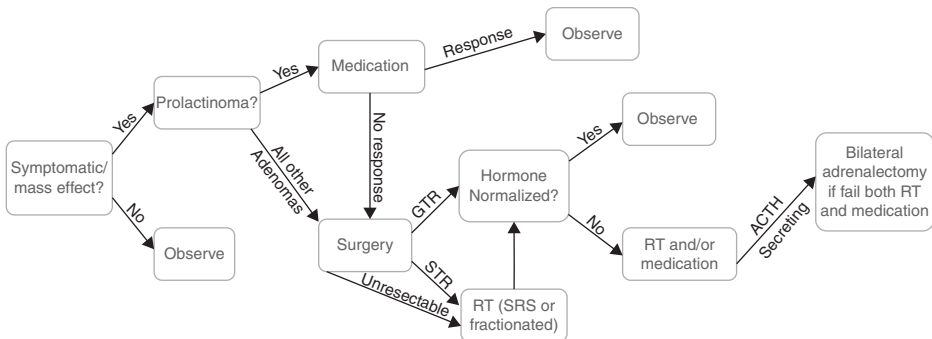 Symptomatic/
mass effect?
Yes
No
Observe
Prolactinoma?
Yes
All other
Adenomas
Medication
Response
Observe
No response
Surgery
GTR
STR
Unresectable
RT (SRS or
fractionated)
Hormone
Normalized?
Yes
Observe
No
RT and/or
medication
ACTH
Secreting
Bilateral
adrenalectomy
if fail both RT
and medication